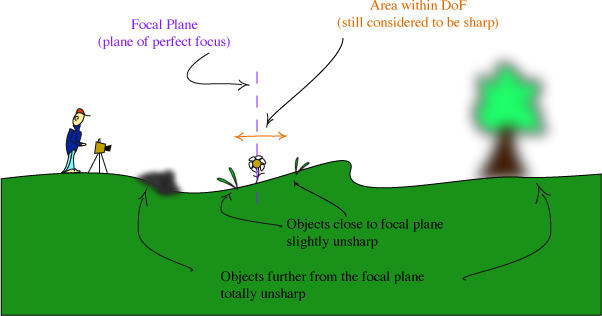 Focal Plane
(plane of perfect focus)
Area within DoF
(still considered to be sharp)
Objects close to focal plane
slightly unsharp
Objects further from the focal plane
totally unsharp